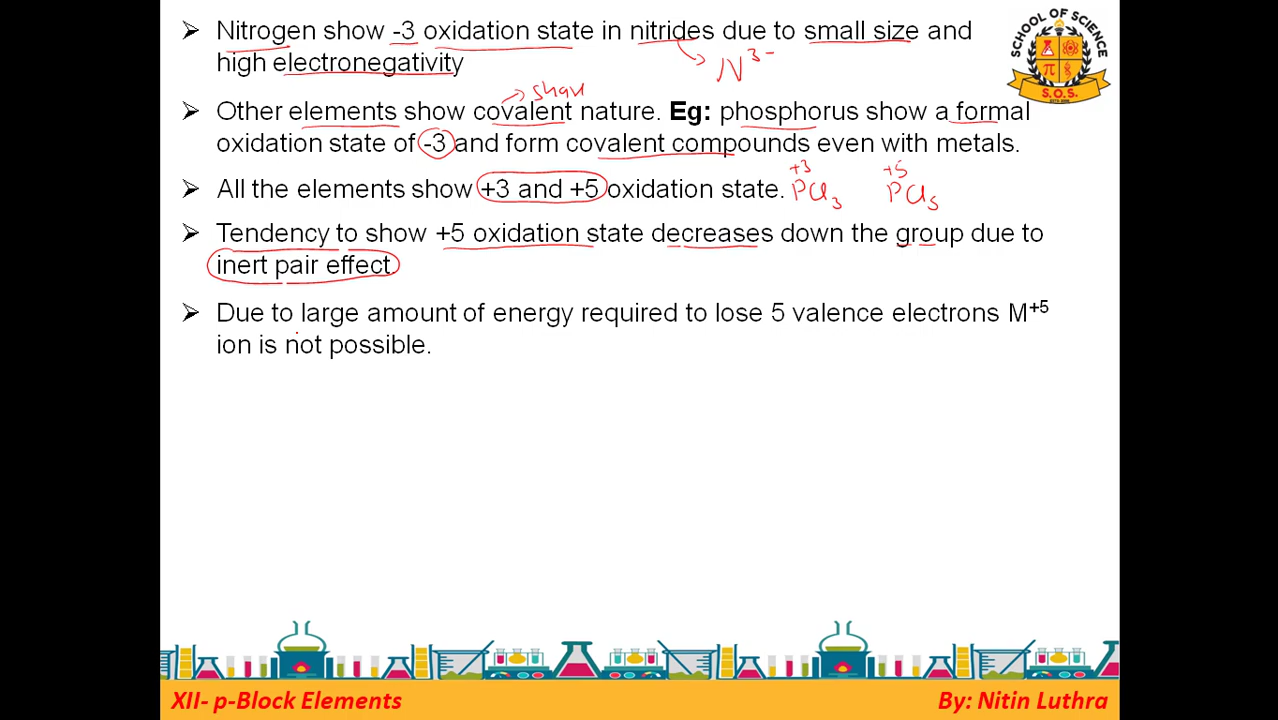 ➢ Nitrogen show -3 oxidation state in nitrides due to small size and
high electronegativity
N³⁻
share
➢ Other elements show covalent nature. Eg: phosphorus show a formal
oxidation state of -3 and form covalent compounds even with metals.
+3 +5
➢ All the elements show +3 and +5 oxidation state. PCl₃ PCl₅
➢ Tendency to show +5 oxidation state decreases down the group due to
inert pair effect
➢ Due to large amount of energy required to lose 5 valence electrons M⁺⁵
ion is not possible.
SCHOOL OF SCIENCE
π
S.O.S.
XII- p-Block Elements
By: Nitin Luthra